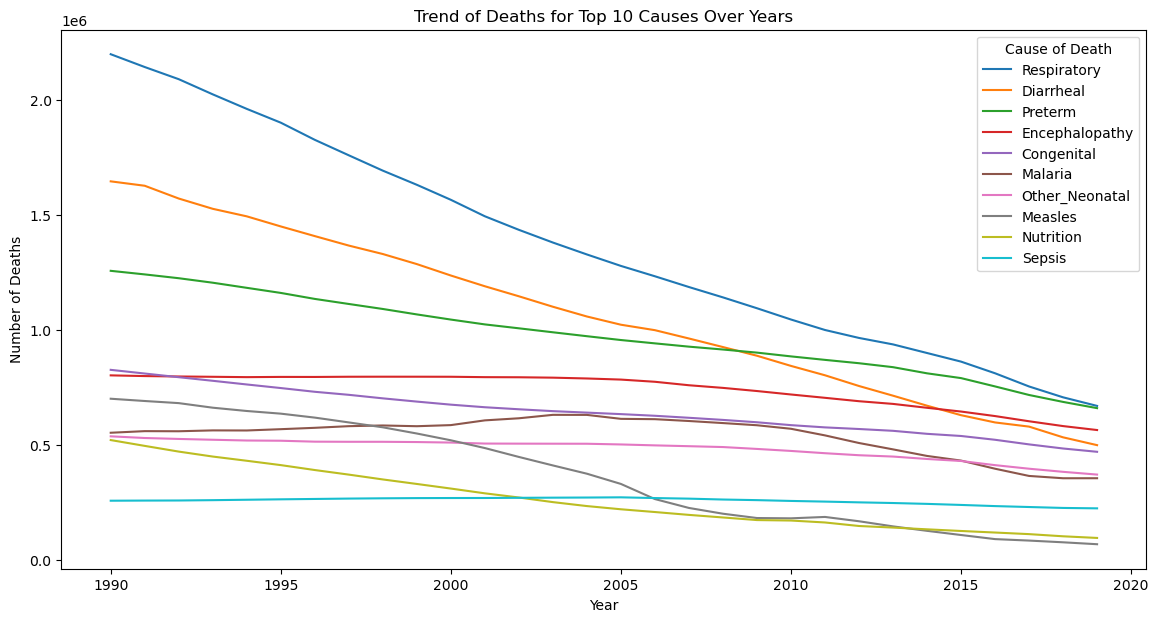 Trend of Deaths for Top 10 Causes Over Years
1e6
2.0
1.5
1.0
0.5
0.0
Number of Deaths
Cause of Death
Respiratory
Diarrheal
Preterm
Encephalopathy
Congenital
Malaria
Other_Neonatal
Measles
Nutrition
Sepsis
1990 1995 2000 2005 2010 2015 2020
Year